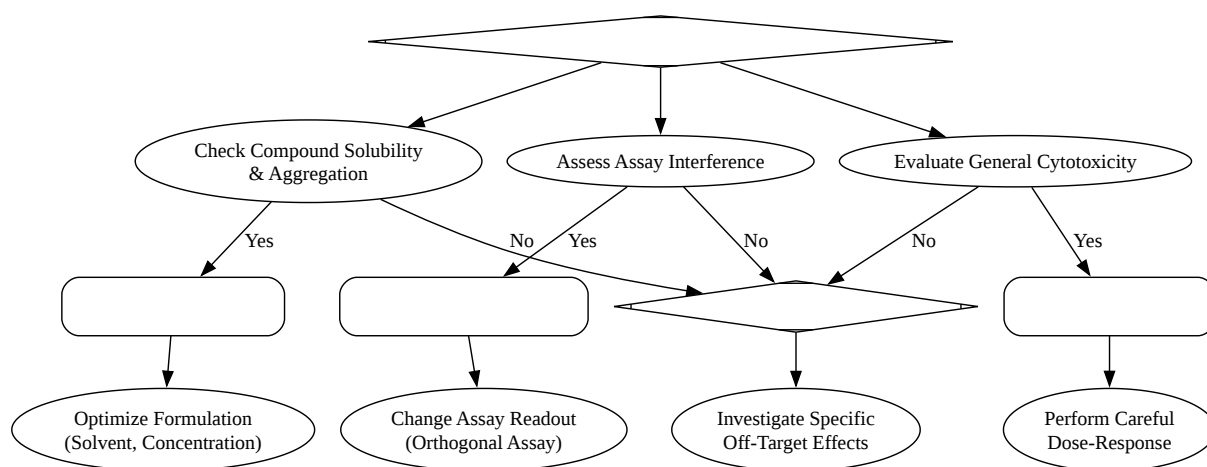 Check Compound Solubility
& Aggregation
Assess Assay Interference
Evaluate General Cytotoxicity
Yes
No
Yes
No
No
Yes
Optimize Formulation
(Solvent, Concentration)
Change Assay Readout
(Orthogonal Assay)
Investigate Specific
Off-Target Effects
Perform Careful
Dose-Response